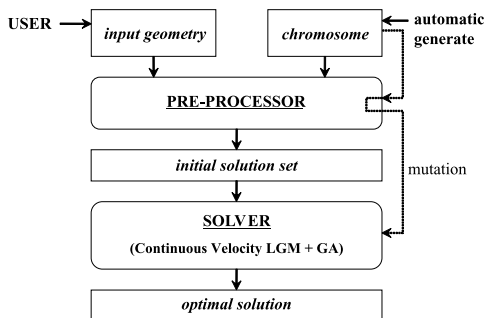 USER
input geometry
chromosome
automatic
generate
PRE-PROCESSOR
initial solution set
mutation
SOLVER
(Continuous Velocity LGM + GA)
optimal solution